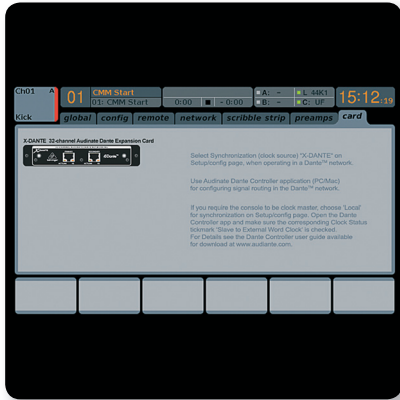 Ch01 A
Kick
01 CMM Start
01: CMM Start
0:00 - 0:00
A: -
B: -
L 44K1
C: UF
15:12:19
global config remote network scribble strip preamps card
X-DANTE 32-channel Audinate Dante Expansion Card
Dante™
Select Synchronization (clock source) "X-DANTE" on
Setup/config page, when operating in a Dante™ network.
Use Audinate Dante Controller application (PC/Mac)
for configuring signal routing in the Dante™ network.
If you require the console to be clock master, choose 'Local'
for synchronization on Setup/config page. Open the Dante
Controller app and make sure the corresponding Clock Status
tickmark 'Slave to External Word Clock' is checked.
For Details see the Dante Controller user guide available
for download at www.audiante.com.